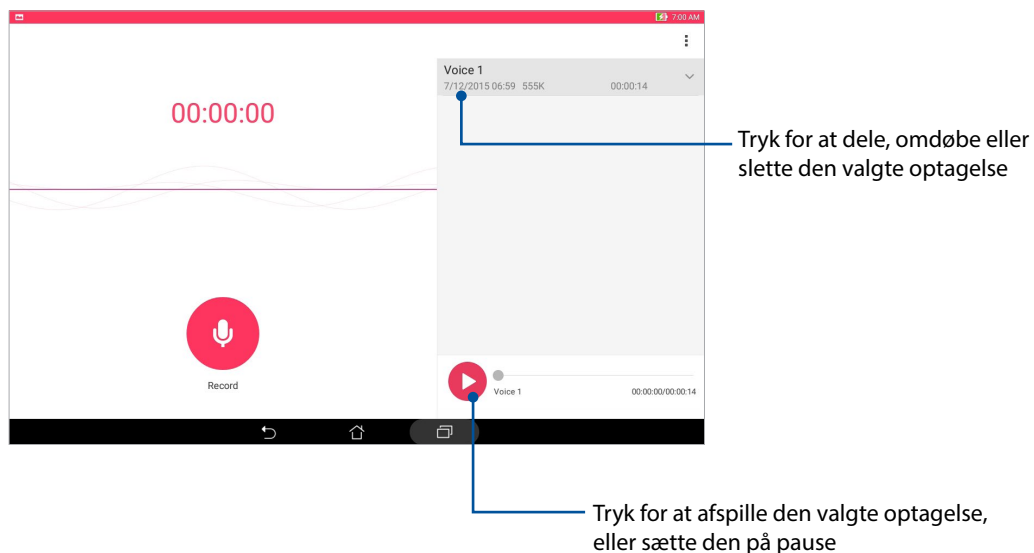 7:00 AM
Voice 1
7/12/2015 06:59 555K 00:00:14
00:00:00
Tryk for at dele, omdøbe eller
slette den valgte optagelse
Record
Voice 1 00:00:00/00:00:14
Tryk for at afspille den valgte optagelse,
eller sætte den på pause